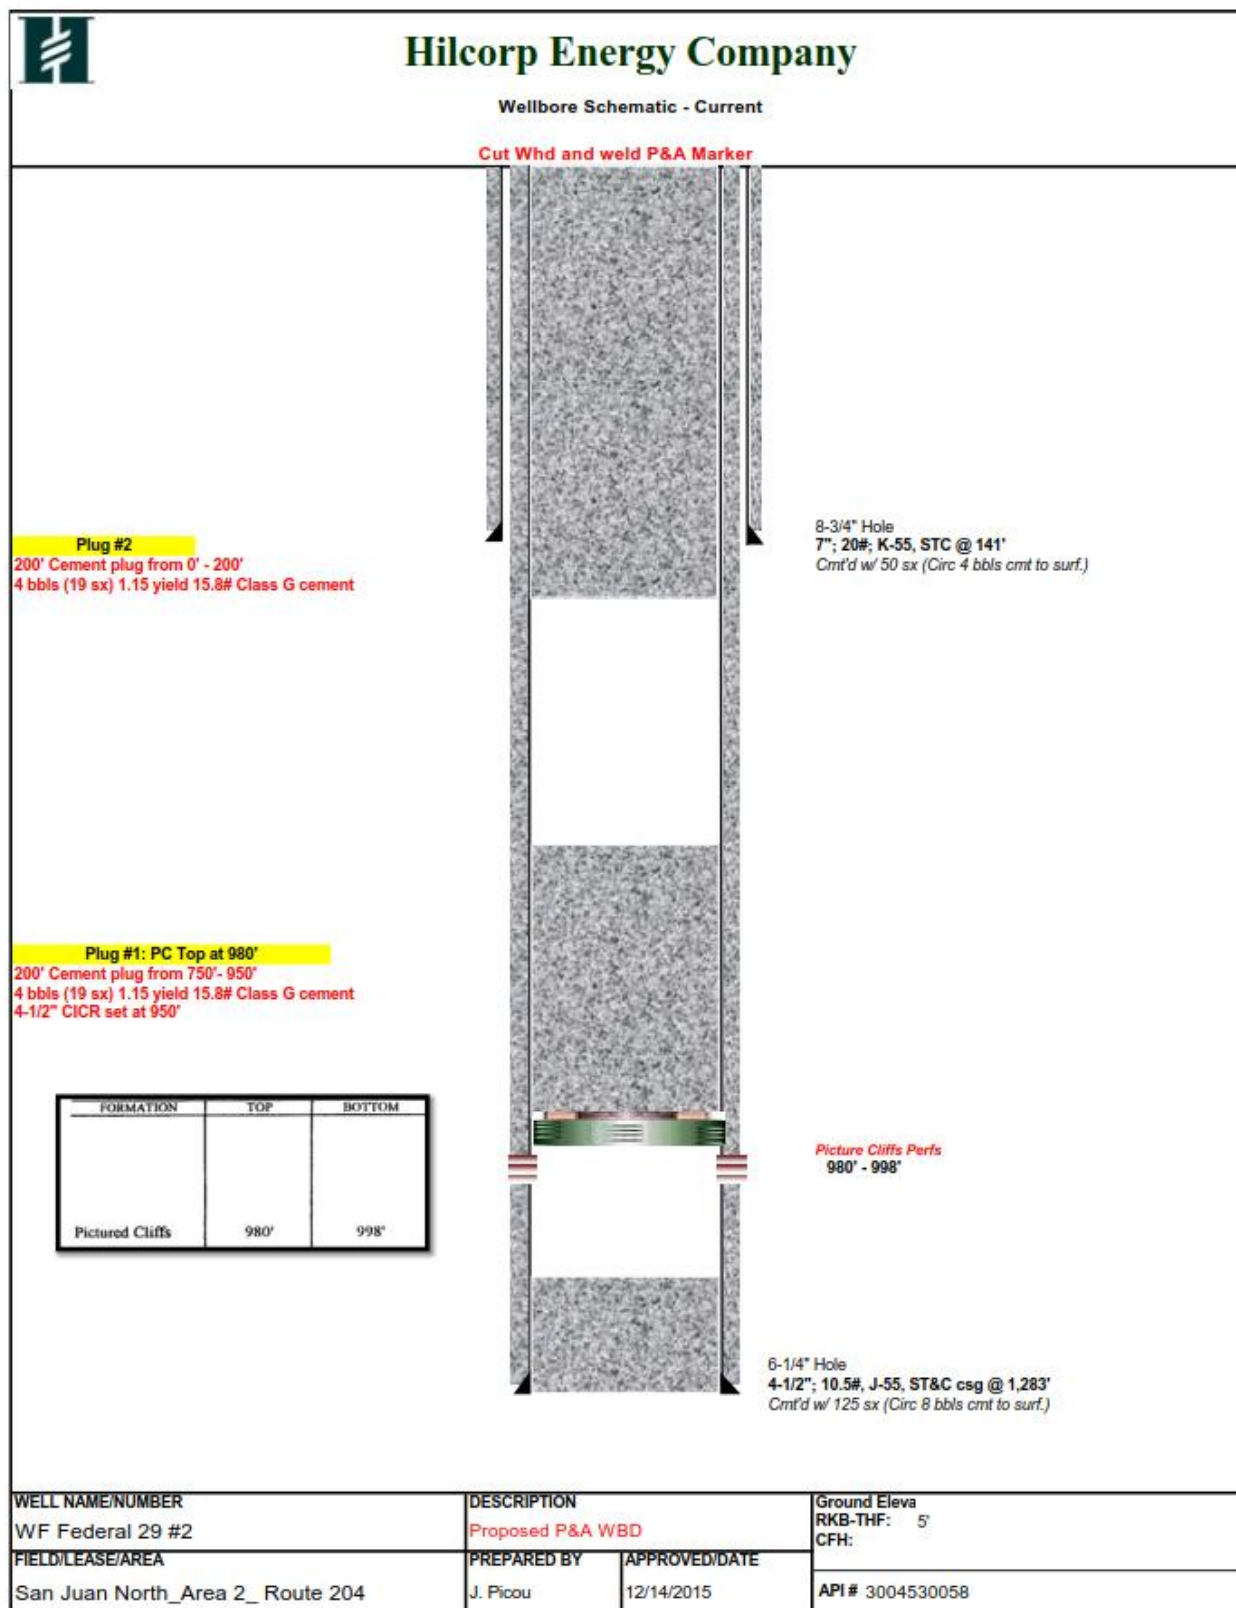 Hilcorp Energy Company
Wellbore Schematic - Current
Cut Whd and weld P&A Marker
Plug #2
200' Cement plug from 0' - 200'
4 bbls (19 sx) 1.15 yield 15.8# Class G cement
8-3/4" Hole
7"; 20#; K-55, STC @ 141'
Cmt'd w/ 50 sx (Circ 4 bbls cmt to surf.)
Plug #1: PC Top at 980'
200' Cement plug from 750'- 950'
4 bbls (19 sx) 1.15 yield 15.8# Class G cement
4-1/2" CICR set at 950'
FORMATION TOP BOTTOM
Pictured Cliffs 980' 998'
Picture Cliffs Perfs
980' - 998'
6-1/4" Hole
4-1/2"; 10.5#, J-55, ST&C csg @ 1,283'
Cmt'd w/ 125 sx (Circ 8 bbls cmt to surf.)
WELL NAME/NUMBER
WF Federal 29 #2
DESCRIPTION
Proposed P&A WBD
Ground Eleva
RKB-THF: 5'
CFH:
FIELD/LEASE/AREA
San Juan North_Area 2_ Route 204
PREPARED BY
J. Picou
APPROVED/DATE
12/14/2015
API # 3004530058